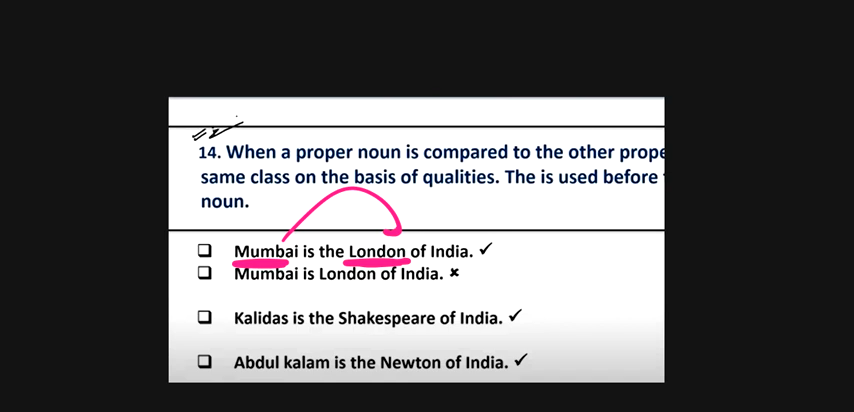 14. When a proper noun is compared to the other
same class on the basis of qualities. The is used before
noun.
❑ Mumbai is the London of India. ✓
❑ Mumbai is London of India. ×
❑ Kalidas is the Shakespeare of India. ✓
❑ Abdul kalam is the Newton of India. ✓